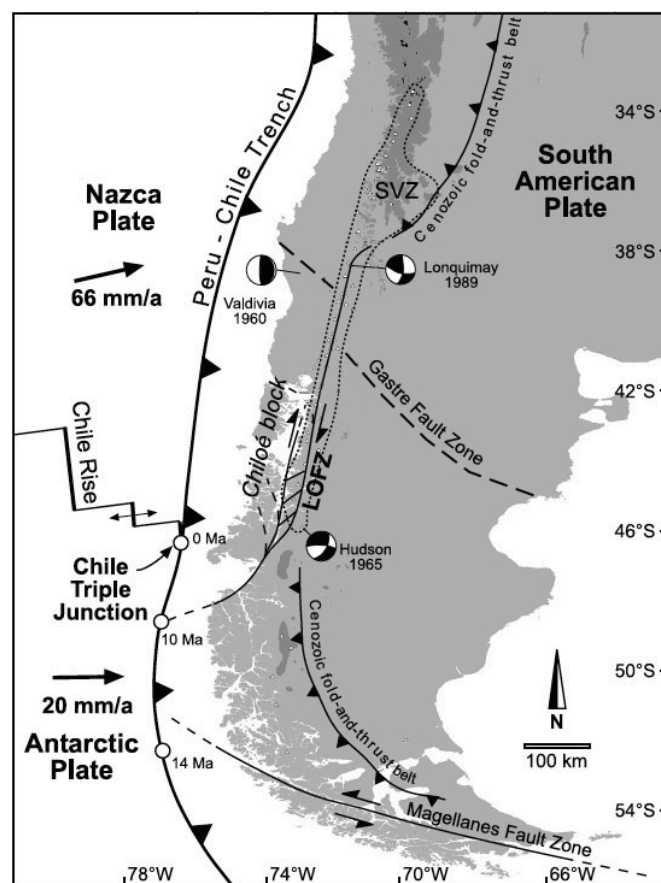 34°S
Cenozoic fold-and-thrust belt
Peru - Chile Trench
Nazca
Plate
South
American
Plate
SVZ
38°S
66 mm/a
Valdivia
1960
Lonquimay
1989
Gastre Fault Zone
42°S
Chiloé block
Chile Rise
LOFZ
46°S
0 Ma
Hudson
1965
Chile
Triple
Junction
10 Ma
Cenozoic fold-and-thrust belt
50°S
20 mm/a
N
100 km
Antarctic
Plate
14 Ma
Magellanes Fault Zone
54°S
78°W
74°W
70°W
66°W